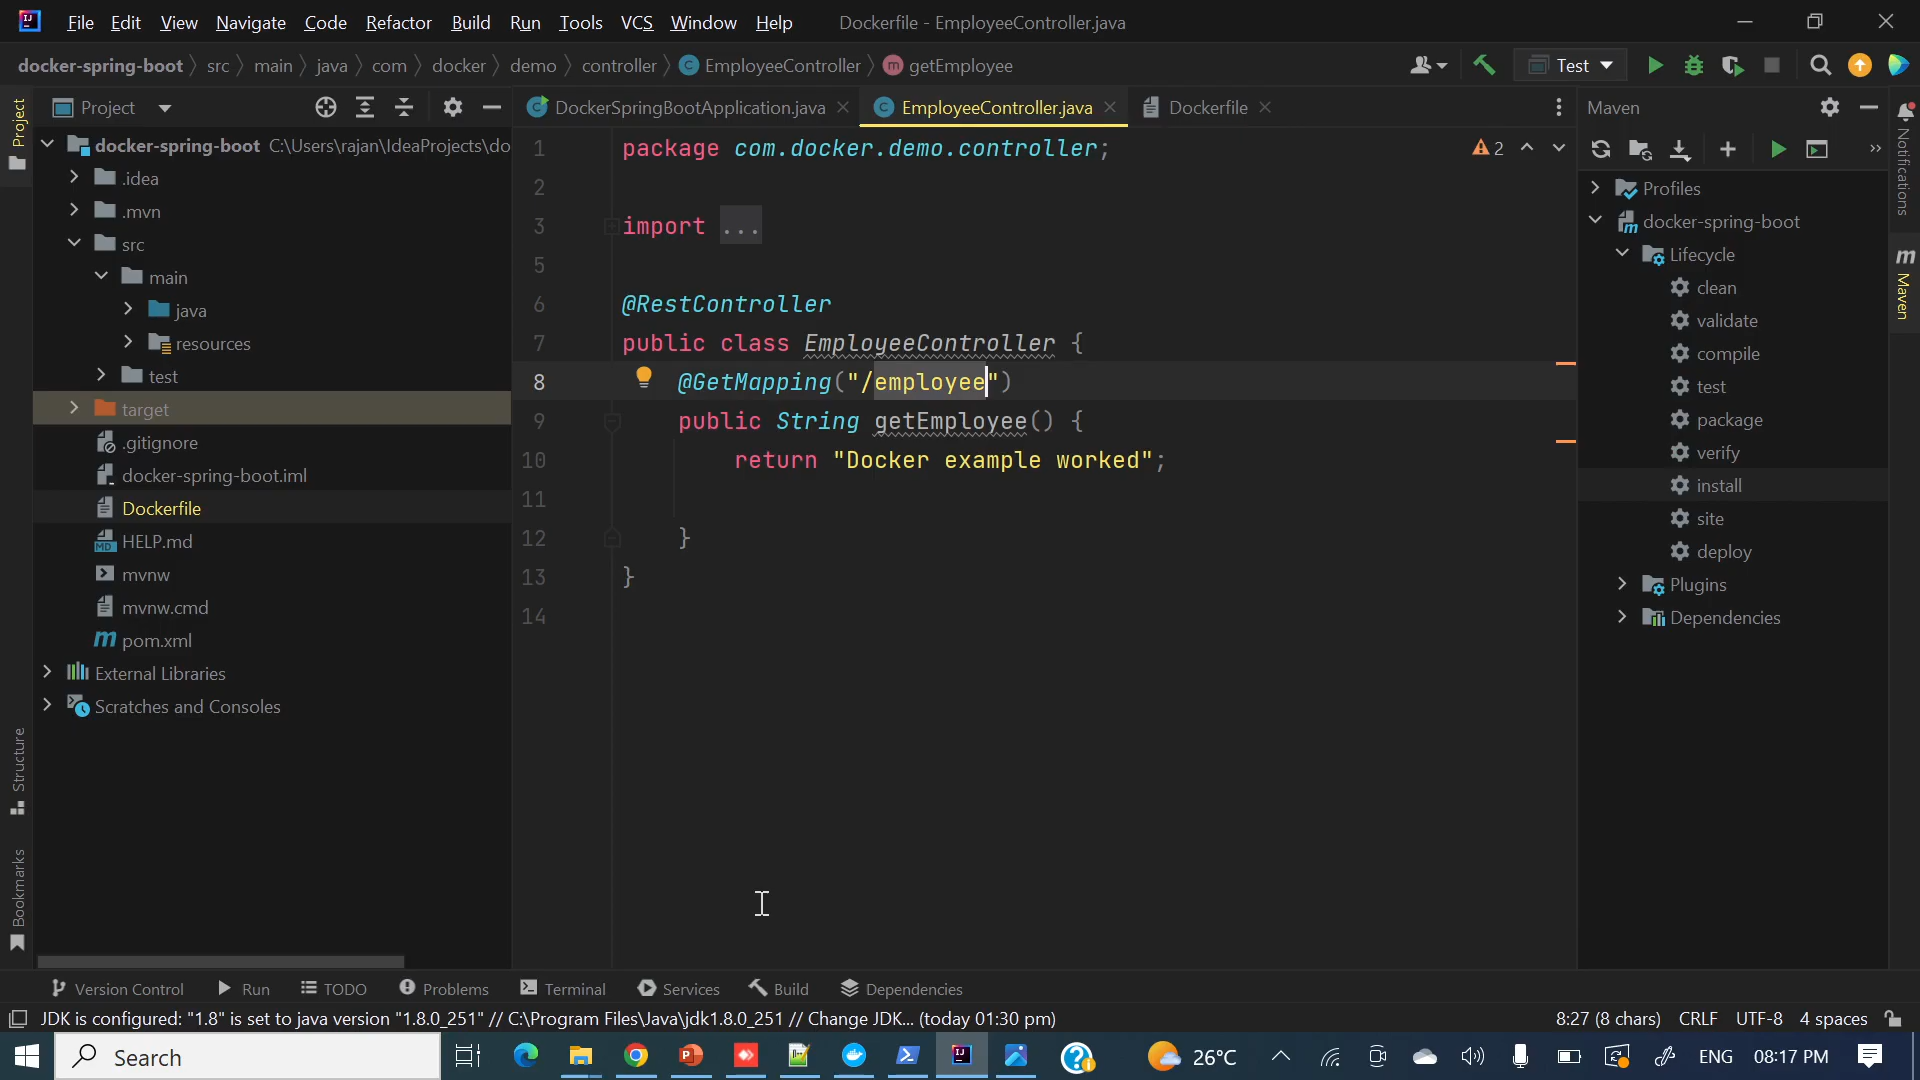 File Edit View Navigate Code Refactor Build Run Tools VCS Window Help Dockerfile - EmployeeController.java
docker-spring-boot src main java com docker demo controller EmployeeController getEmployee Test
Project
Project
DockerSpringBootApplication.java EmployeeController.java Dockerfile
Maven
docker-spring-boot C:\Users\rajan\IdeaProjects\do
.idea
.mvn
src
main
java
resources
test
target
.gitignore
docker-spring-boot.iml
Dockerfile
HELP.md
mvnw
mvnw.cmd
pom.xml
External Libraries
Scratches and Consoles
Structure
Bookmarks
1 package com.docker.demo.controller;
2
3 import ...
5
6 @RestController
7 public class EmployeeController {
8 @GetMapping("/employee")
9 public String getEmployee() {
10 return "Docker example worked";
11
12 }
13 }
14
2
Profiles
docker-spring-boot
Lifecycle
clean
validate
compile
test
package
verify
install
site
deploy
Plugins
Dependencies
Notifications
Maven
Version Control Run TODO Problems Terminal Services Build Dependencies
JDK is configured: "1.8" is set to java version "1.8.0_251" // C:\Program Files\Java\jdk1.8.0_251 // Change JDK... (today 01:30 pm) 8:27 (8 chars) CRLF UTF-8 4 spaces
Search 26°C ENG 08:17 PM